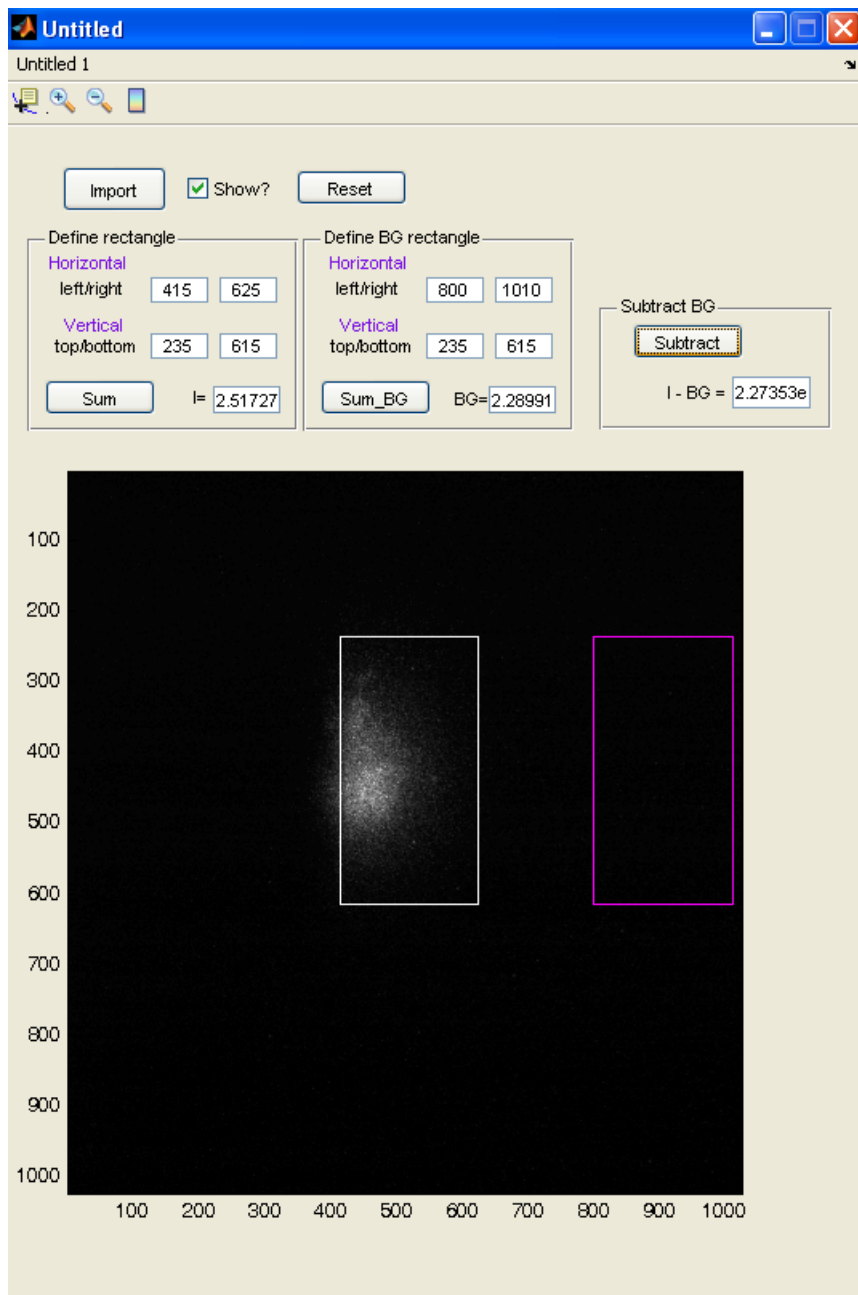 Untitled
Untitled 1
Import Show? Reset
Define rectangle
Horizontal
left/right 415 625
Vertical
top/bottom 235 615
Sum I= 2.51727
Define BG rectangle
Horizontal
left/right 800 1010
Vertical
top/bottom 235 615
Sum_BG BG= 2.28991
Subtract BG
Subtract
I - BG = 2.27353e
100
200
300
400
500
600
700
800
900
1000
100 200 300 400 500 600 700 800 900 1000